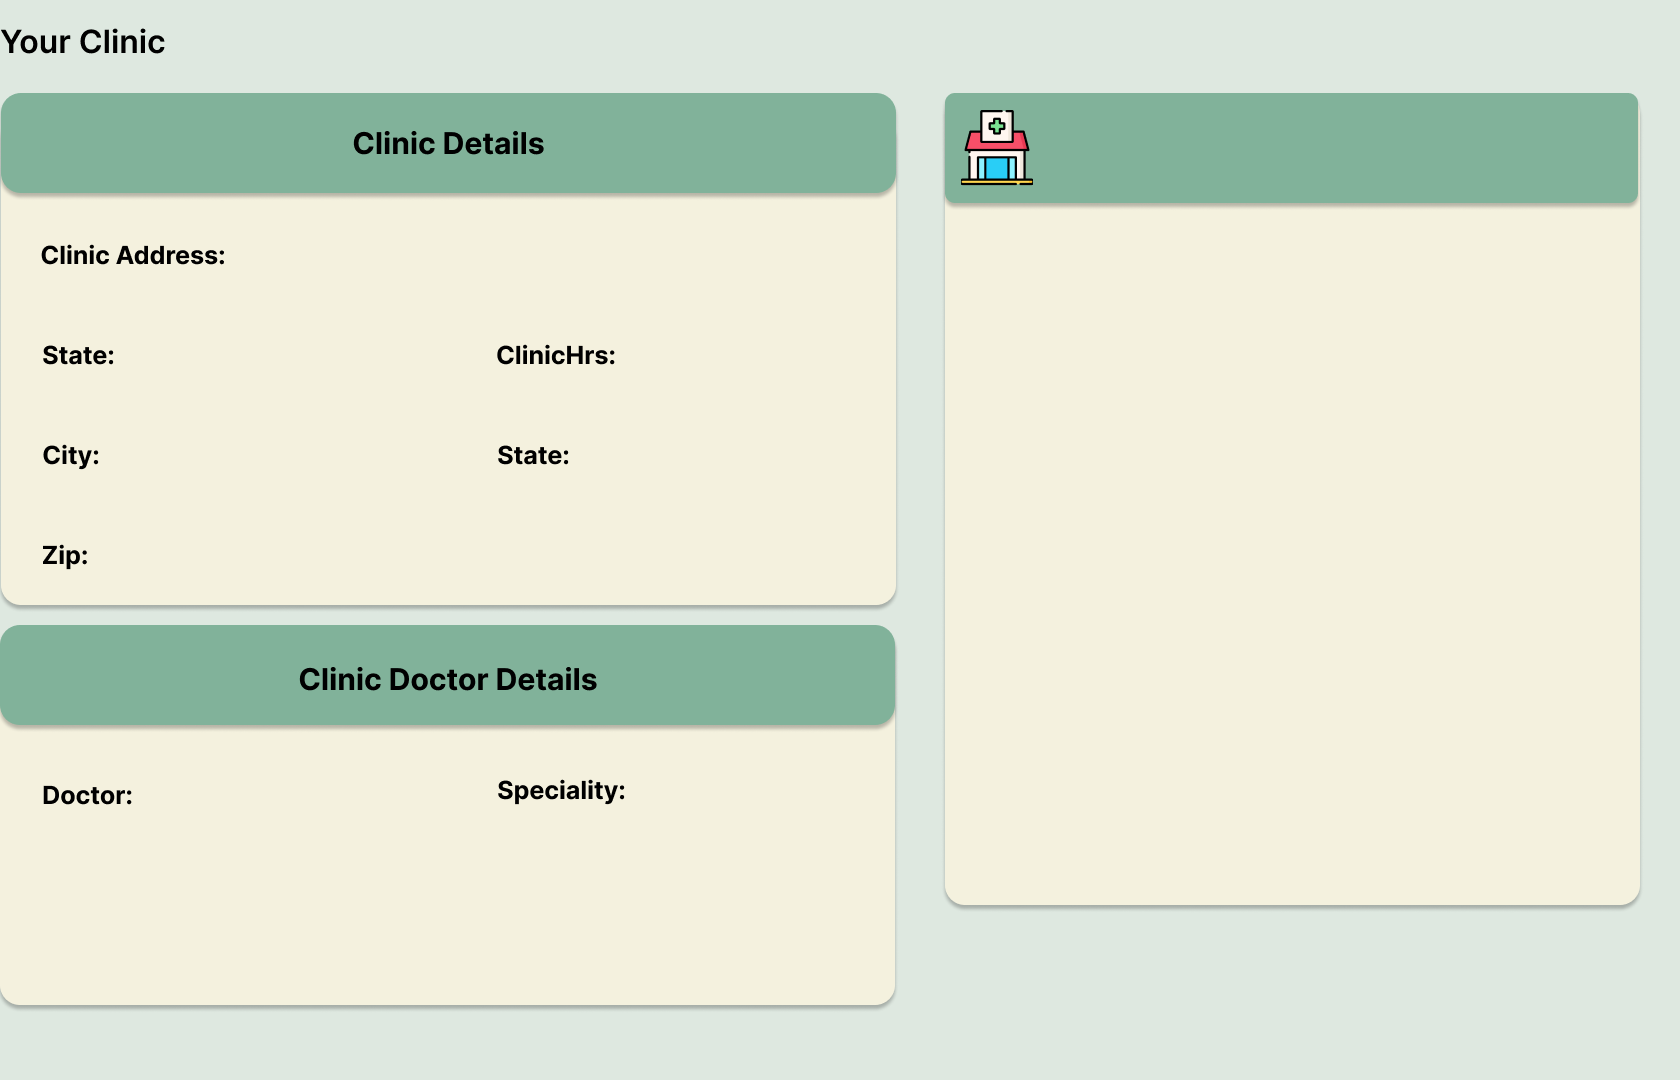 Your Clinic
Clinic Details
Clinic Address:
State:
ClinicHrs:
City:
State:
Zip:
Clinic Doctor Details
Doctor:
Speciality: